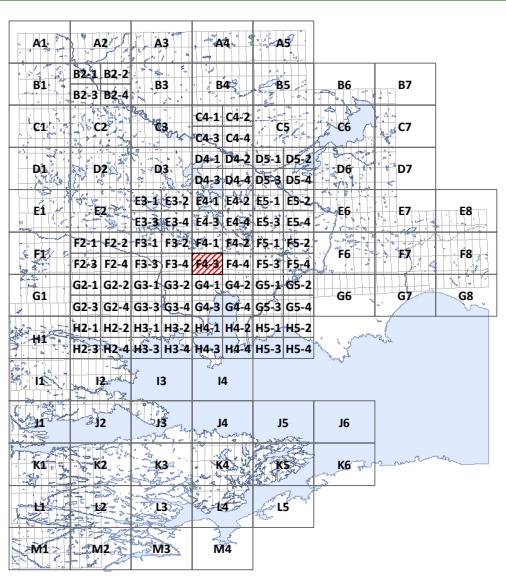 A1 A2 A3 A4 A5
B2-1 B2-2
B1 B3 B4 B5 B6 B7
B2-3 B2-4
C4-1 C4-2
C1 C2 C3 C5 C6 C7
C4-3 C4-4
D4-1 D4-2 D5-1 D5-2
D1 D2 D3 D6 D7
D4-3 D4-4 D5-3 D5-4
E3-1 E3-2 E4-1 E4-2 E5-1 E5-2
E1 E2 E6 E7 E8
E3-3 E3-4 E4-3 E4-4 E5-3 E5-4
F2-1 F2-2 F3-1 F3-2 F4-1 F4-2 F5-1 F5-2
F1 F6 F7 F8
F2-3 F2-4 F3-3 F3-4 F4-3 F4-4 F5-3 F5-4
G2-1 G2-2 G3-1 G3-2 G4-1 G4-2 G5-1 G5-2
G1 G6 G7 G8
G2-3 G2-4 G3-3 G3-4 G4-3 G4-4 G5-3 G5-4
H2-1 H2-2 H3-1 H3-2 H4-1 H4-2 H5-1 H5-2
H1
H2-3 H2-4 H3-3 H3-4 H4-3 H4-4 H5-3 H5-4
I1 I2 I3 I4
J1 J2 J3 J4 J5 J6
K1 K2 K3 K4 K5 K6
L1 L2 L3 L4 L5
M1 M2 M3 M4